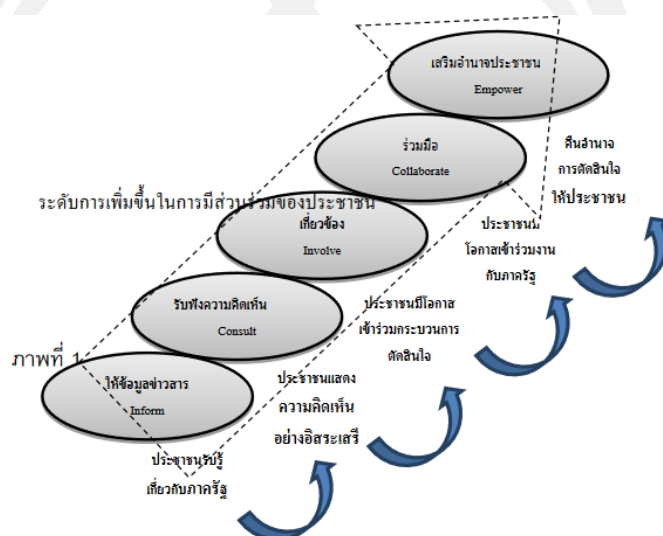 เสริมอำนาจประชาชน
Empower
ร่วมมือ
Collaborate
คืนอำนาจ
การตัดสินใจ
ให้ประชาชน
ระดับการเพิ่มขึ้นในการมีส่วนร่วมของประชาชน
เกี่ยวข้อง
Involve
ประชาชนมี
โอกาสเข้าร่วมงาน
กับภาครัฐ
รับฟังความคิดเห็น
Consult
ประชาชนมีโอกาส
เข้าร่วมกระบวนการ
ตัดสินใจ
ภาพที่ 1
ให้ข้อมูลข่าวสาร
Inform
ประชาชนแสดง
ความคิดเห็น
อย่างอิสระเสรี
ประชาชนรับรู้
เกี่ยวกับภาครัฐ